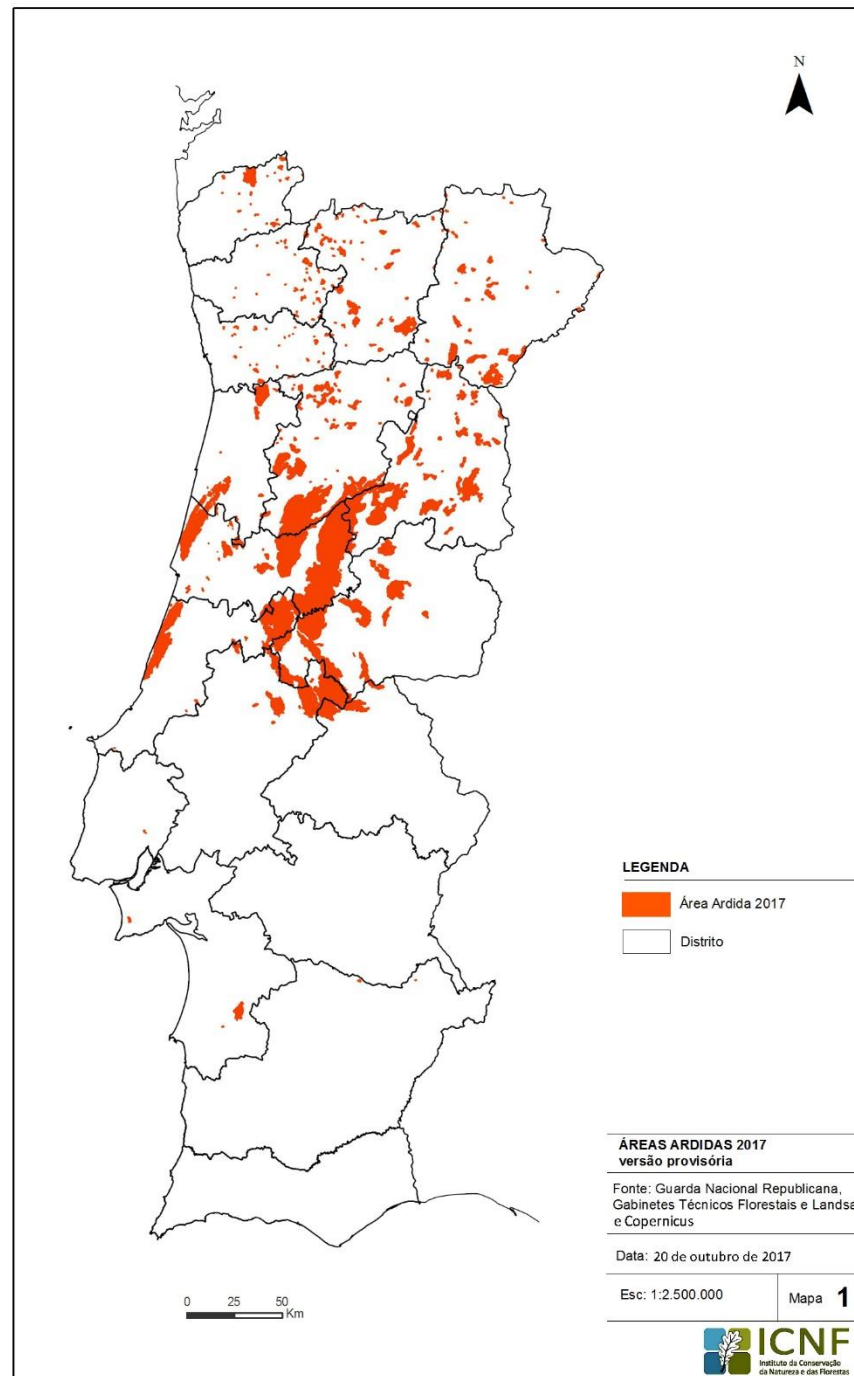 N
LEGENDA
Área Ardida 2017
Distrito
ÁREAS ARDIDAS 2017
versão provisória
Fonte: Guarda Nacional Republicana,
Gabinetes Técnicos Florestais e Landsa
e Copernicus
Data: 20 de outubro de 2017
Esc: 1:2.500.000
Mapa 1
0 25 50
Km
ICNF
Instituto da Conservação
da Natureza e das Florestas